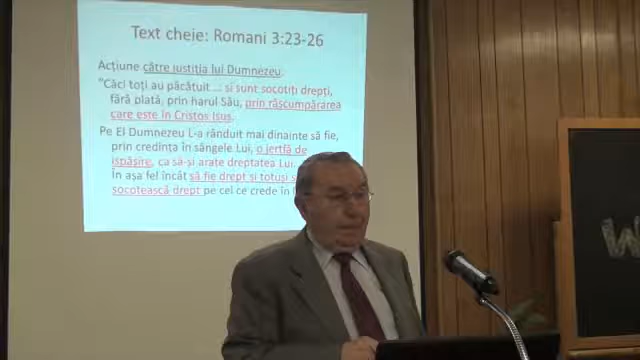 Text cheie: Romani 3:23-26
Acțiune către justiția lui Dumnezeu.
"Căci toți au păcătuit ... și sunt socotiți drepți,
fără plată, prin harul Său, prin răscumpărarea
care este în Cristos Isus.
Pe El Dumnezeu L-a rânduit mai dinainte să fie,
prin credința în sângele Lui, o jertfă de
ispășire, ca să-și arate dreptatea Lui.
În așa fel încât să fie drept și totuși
socotească drept pe cel ce crede în